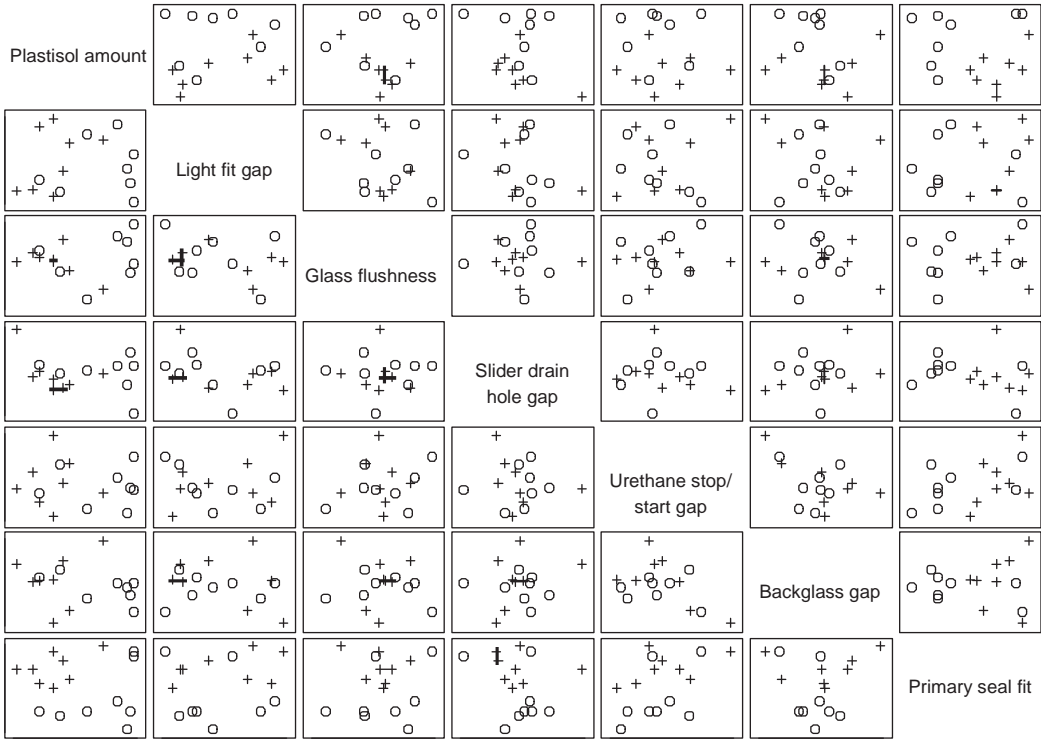 Plastisol amount
Light fit gap
Glass flushness
Slider drain
hole gap
Urethane stop/
start gap
Backglass gap
Primary seal fit